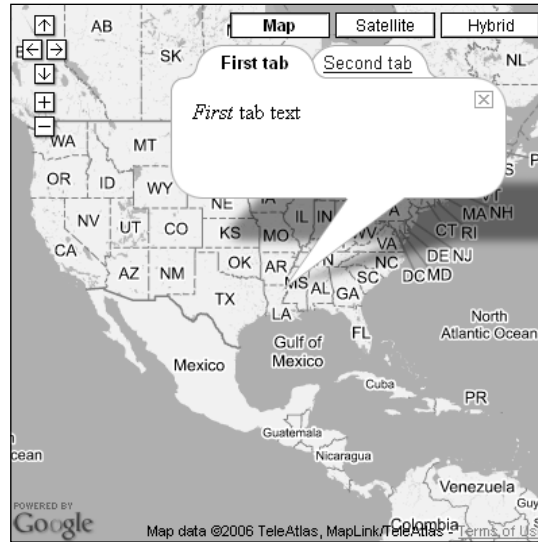 AB
Map Satellite Hybrid
SK
NL
First tab Second tab
First tab text
WA
MT
OR
ID
WY
NE
IA
IL IN
MA NH
NV
UT
CO
KS
MO
WV
VA
CT RI
CA
OK
AR
NC
DE NJ
AZ
NM
MS AL
GA
SC
DC MD
TX
LA
FL
North
Atlantic Ocean
Gulf of
Mexico
Mexico
Cuba
PR
Guatemala
Nicaragua
cean
Venezuela
Guy
POWERED BY
Google
Colombia
Map data ©2006 TeleAtlas, MapLink/TeleAtlas - Terms of Us